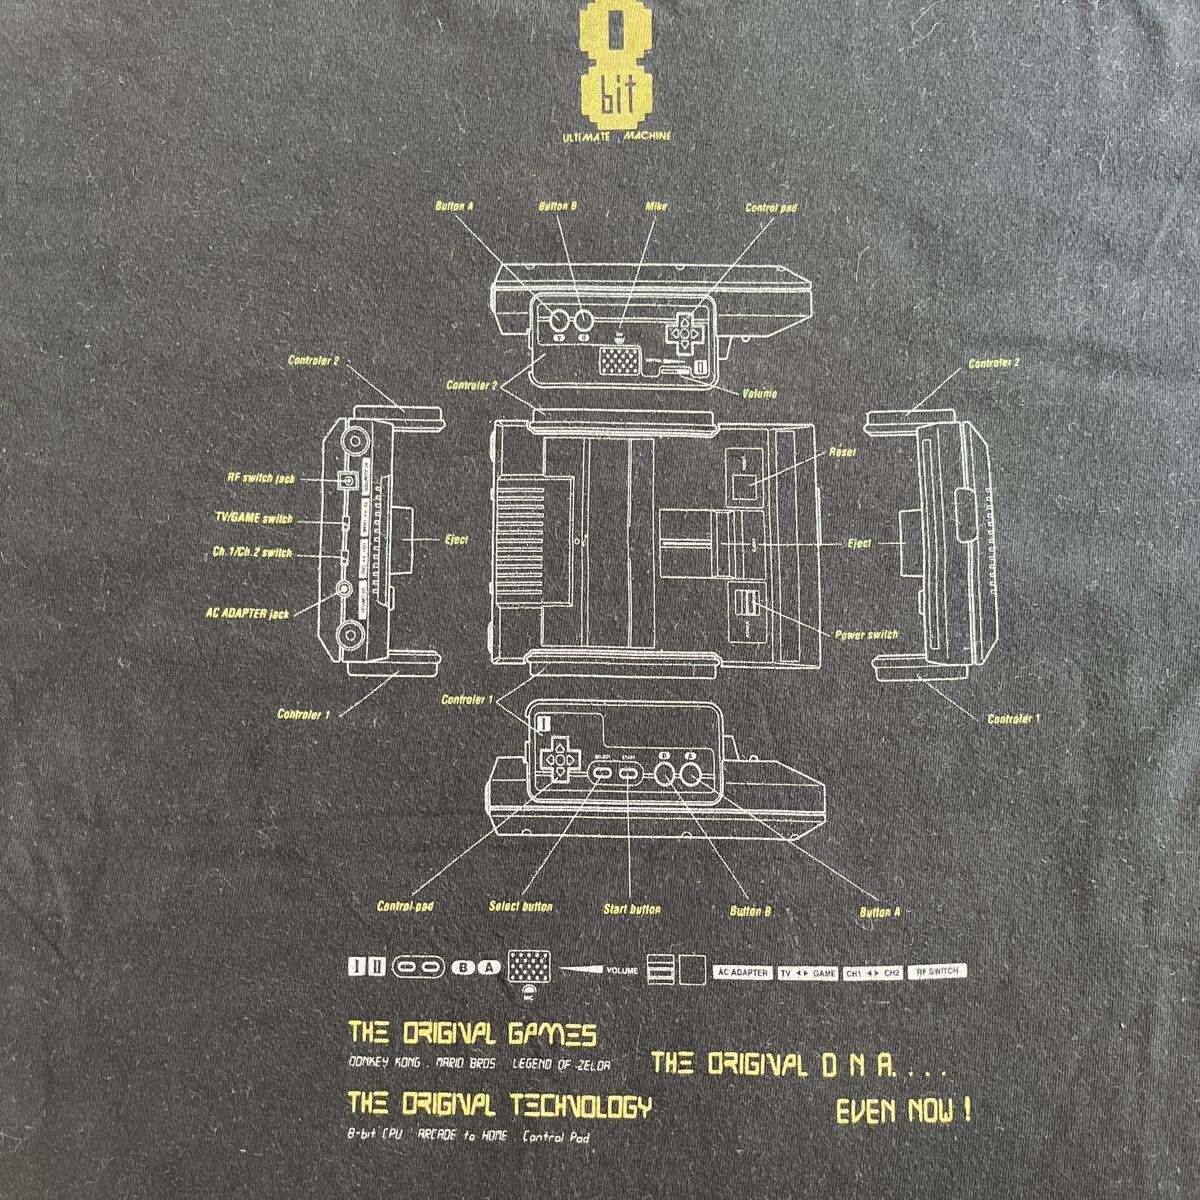 8
bit
ULTIMATE MACHINE
Button A
Button B
Mike
Control pad
Controler 2
Controler 2
Controler 2
Volume
Reset
RF switch jack
TV/GAME switch
Ch.1/Ch.2 switch
AC ADAPTER jack
Eject
Eject
Power switch
Controler 1
Controler 1
Controler 1
I
SELECT START B A
Control pad
Select button
Start button
Button B
Button A
I II B A MIC VOLUME AC ADAPTER TV ◄► GAME CH1 ◄► CH2 RF SWITCH
THE ORIGINAL GAMES
DONKEY KONG . MARIO BROS LEGEND OF ZELDA
THE ORIGINAL D N A. . . .
THE ORIGINAL TECHNOLOGY
EVEN NOW !
8-bit CPU ARCADE to HOME Control Pad